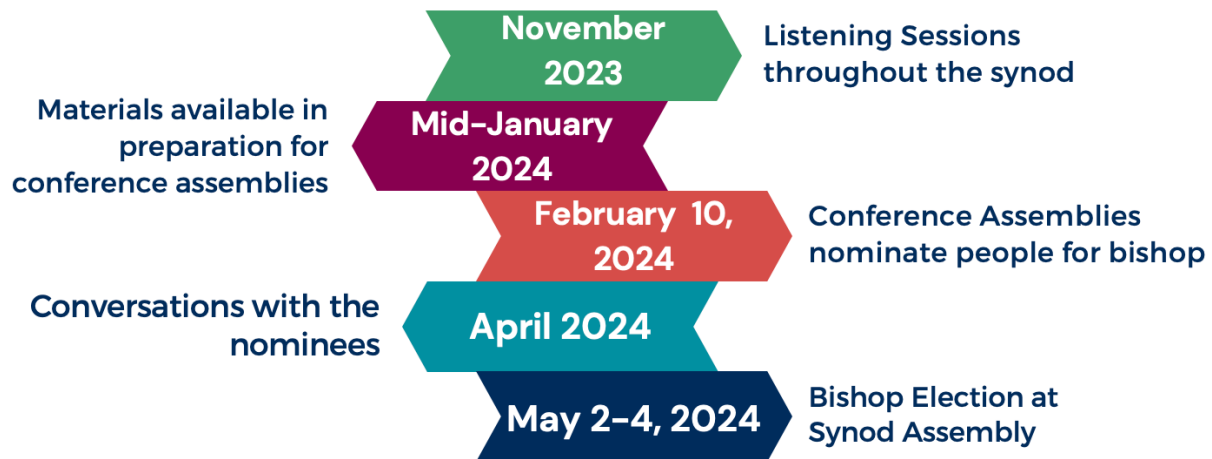 November
2023
Listening Sessions
throughout the synod
Materials available in
preparation for
conference assemblies
Mid-January
2024
February 10,
2024
Conference Assemblies
nominate people for bishop
Conversations with the
nominees
April 2024
May 2-4, 2024
Bishop Election at
Synod Assembly